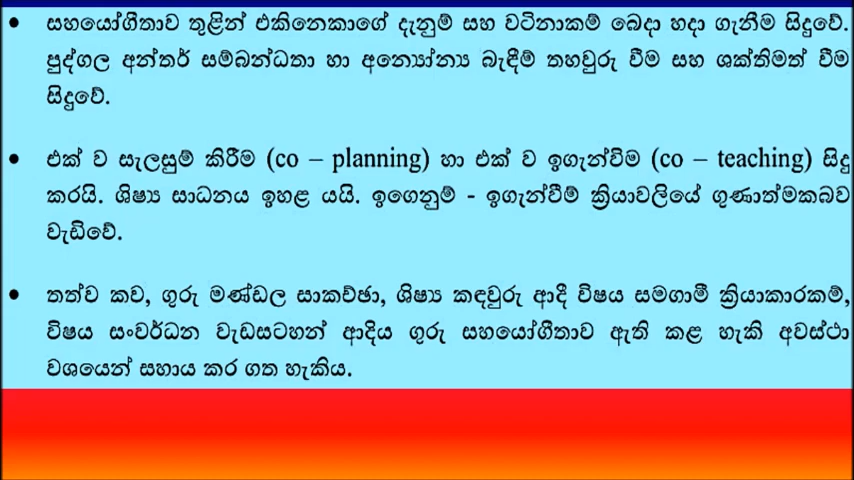 • සහයෝගීතාව තුළින් එකිනෙකාගේ දැනුම් සහ වටිනාකම් බෙදා හදා ගැනීම සිදුවේ.
පුද්ගල අන්තර් සම්බන්ධතා හා අන්‍යෝන්‍ය බැඳීම් තහවුරු වීම සහ ශක්තිමත් වීම
සිදුවේ.
• එක් ව සැලසුම් කිරීම (co – planning) හා එක් ව ඉගැන්වීම (co – teaching) සිදු
කරයි. ශිෂ්‍ය සාධනය ඉහළ යයි. ඉගෙනුම් - ඉගැන්වීම් ක්‍රියාවලියේ ගුණාත්මකබව
වැඩිවේ.
• තත්ව කව, ගුරු මණ්ඩල සාකච්ඡා, ශිෂ්‍ය කඳවුරු ආදී විෂය සමගාමී ක්‍රියාකාරකම්,
විෂය සංවර්ධන වැඩසටහන් ආදිය ගුරු සහයෝගීතාව ඇති කළ හැකි අවස්ථා
වශයෙන් සහාය කර ගත හැකිය.